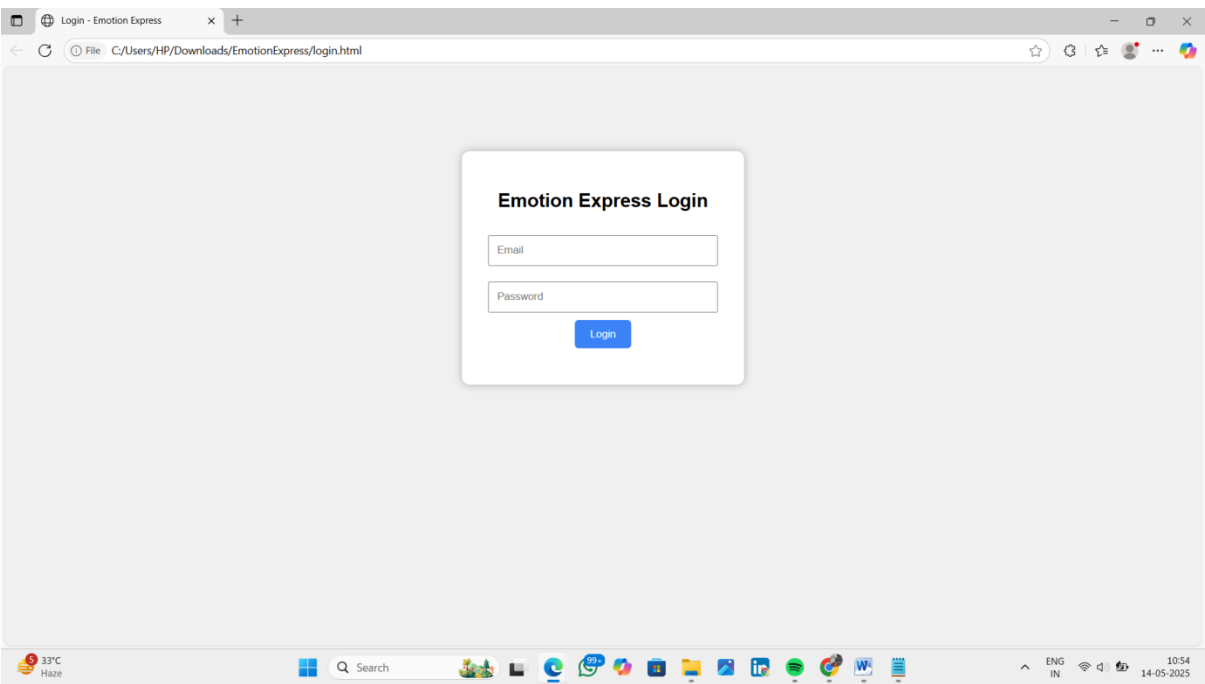 Login - Emotion Express
File C:/Users/HP/Downloads/EmotionExpress/login.html
Emotion Express Login
Email
Password
Login
5
33°C
Haze
Search
99+
ENG
IN
10:54
14-05-2025